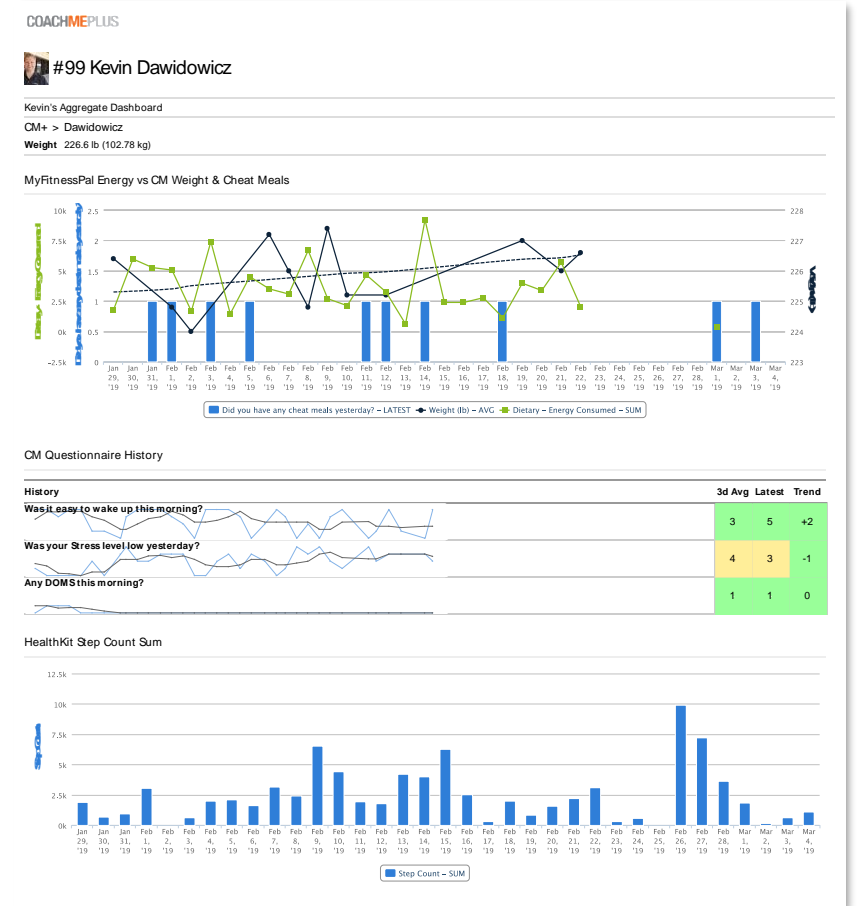 COACHMEPLUS
#99 Kevin Dawidowicz
Kevin's Aggregate Dashboard
CM+ > Dawidowicz
Weight 226.6 lb (102.78 kg)
MyFitnessPal Energy vs CM Weight & Cheat Meals
10k 2.5 228
7.5k 2 227
5k 1.5 226
2.5k 1 225
0k 0.5 224
-2.5k 0 223
Jan Jan Jan Feb Feb Feb Feb Feb Feb Feb Feb Feb Feb Feb Feb Feb Feb Feb Feb Feb Feb Feb Feb Feb Feb Feb Feb Feb Feb Feb Feb Mar Mar Mar Mar
29, 30, 31, 1, 2, 3, 4, 5, 6, 7, 8, 9, 10, 11, 12, 13, 14, 15, 16, 17, 18, 19, 20, 21, 22, 23, 24, 25, 26, 27, 28, 1, 2, 3, 4,
'19 '19 '19 '19 '19 '19 '19 '19 '19 '19 '19 '19 '19 '19 '19 '19 '19 '19 '19 '19 '19 '19 '19 '19 '19 '19 '19 '19 '19 '19 '19 '19 '19 '19 '19
Did you have any cheat meals yesterday? – LATEST Weight (lb) – AVG Dietary – Energy Consumed – SUM
CM Questionnaire History
History 3d Avg Latest Trend
Was it easy to wake up this morning? 3 5 +2
Was your Stress level low yesterday? 4 3 -1
Any DOMS this morning? 1 1 0
HealthKit Step Count Sum
12.5k
10k
7.5k
5k
2.5k
0k
Jan Jan Jan Feb Feb Feb Feb Feb Feb Feb Feb Feb Feb Feb Feb Feb Feb Feb Feb Feb Feb Feb Feb Feb Feb Feb Feb Feb Feb Feb Feb Mar Mar Mar Mar
29, 30, 31, 1, 2, 3, 4, 5, 6, 7, 8, 9, 10, 11, 12, 13, 14, 15, 16, 17, 18, 19, 20, 21, 22, 23, 24, 25, 26, 27, 28, 1, 2, 3, 4,
'19 '19 '19 '19 '19 '19 '19 '19 '19 '19 '19 '19 '19 '19 '19 '19 '19 '19 '19 '19 '19 '19 '19 '19 '19 '19 '19 '19 '19 '19 '19 '19 '19 '19 '19
Step Count – SUM